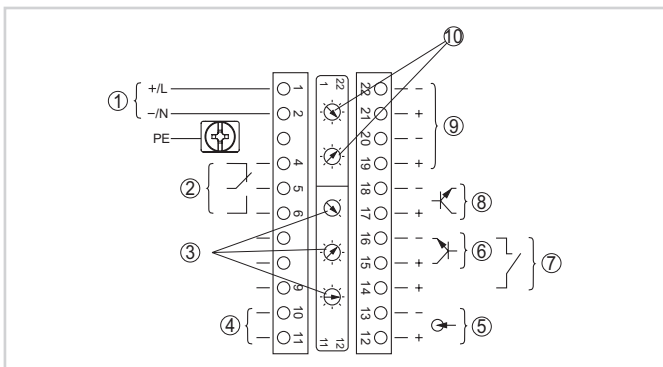 ⑩
① +/L 1 1 22 22 −
−/N 2 21 + ⑨
PE 20 −
② 4 19 +
5 18 − ⑧
6 17 +
③ 16 − ⑥ ⑦
15 +
9 14 +
④ 10 13 − ⑤
11 11 12 12 +